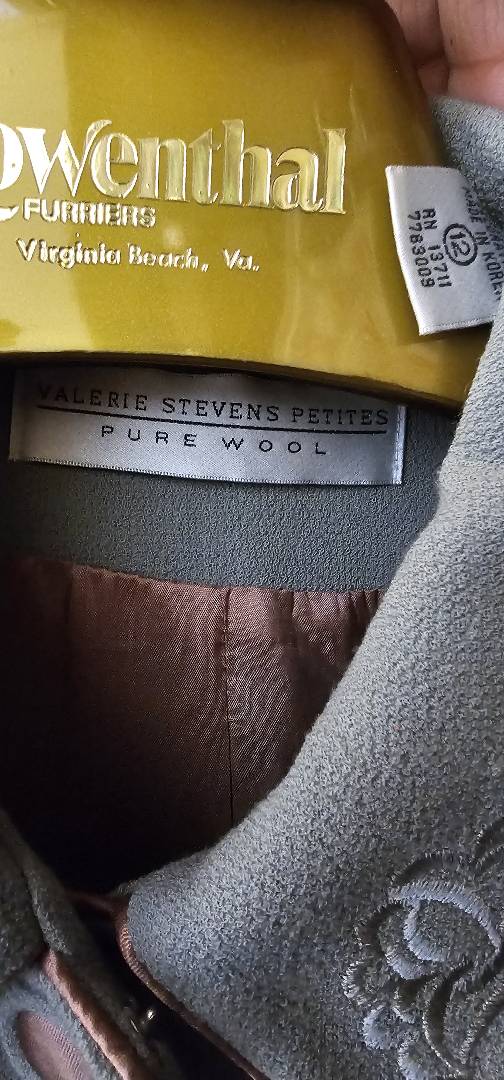 owenthal
FURRIERS
Virginia Beach, Va.
MADE IN KOREA
12
RN 13711
7783009
VALERIE STEVENS PETITES
PURE WOOL